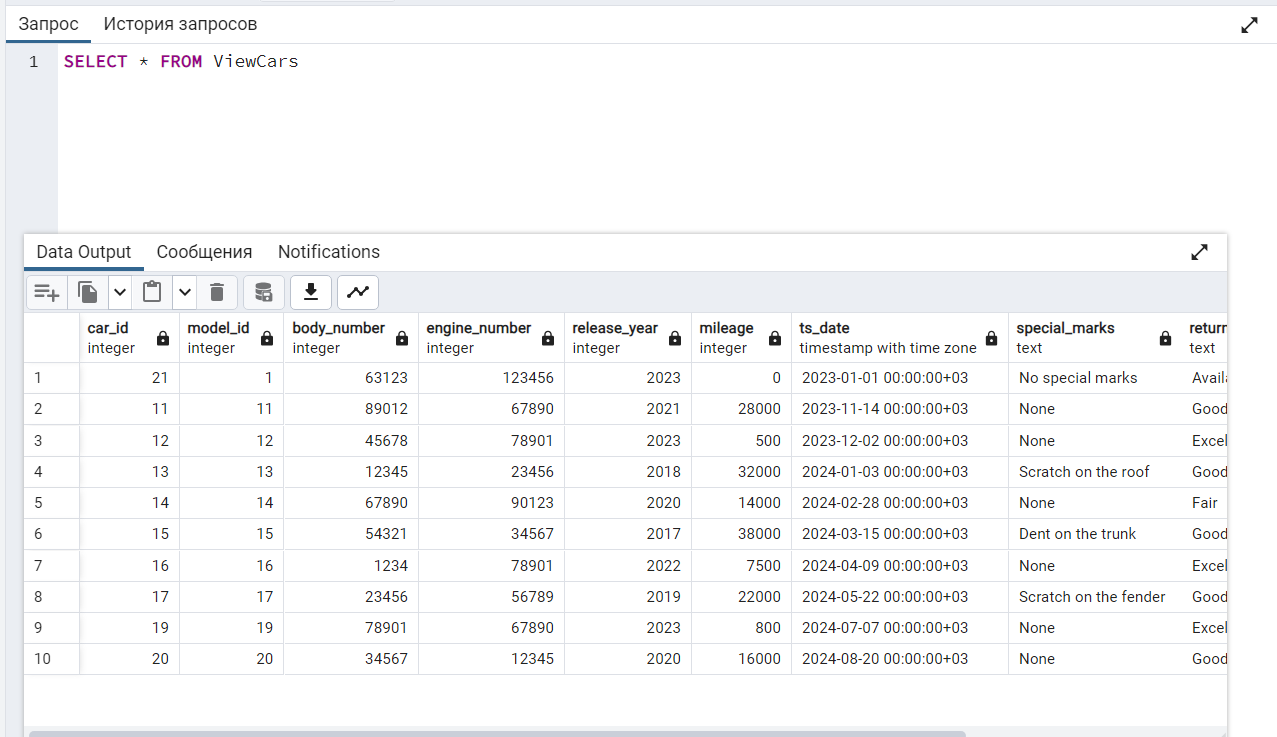 Запрос История запросов
1 SELECT * FROM ViewCars
Data Output Сообщения Notifications
car_id model_id body_number engine_number release_year mileage ts_date special_marks return
integer integer integer integer integer integer timestamp with time zone text text
1 21 1 63123 123456 2023 0 2023-01-01 00:00:00+03 No special marks Avail
2 11 11 89012 67890 2021 28000 2023-11-14 00:00:00+03 None Good
3 12 12 45678 78901 2023 500 2023-12-02 00:00:00+03 None Excel
4 13 13 12345 23456 2018 32000 2024-01-03 00:00:00+03 Scratch on the roof Good
5 14 14 67890 90123 2020 14000 2024-02-28 00:00:00+03 None Fair
6 15 15 54321 34567 2017 38000 2024-03-15 00:00:00+03 Dent on the trunk Good
7 16 16 1234 78901 2022 7500 2024-04-09 00:00:00+03 None Excel
8 17 17 23456 56789 2019 22000 2024-05-22 00:00:00+03 Scratch on the fender Good
9 19 19 78901 67890 2023 800 2024-07-07 00:00:00+03 None Excel
10 20 20 34567 12345 2020 16000 2024-08-20 00:00:00+03 None Good